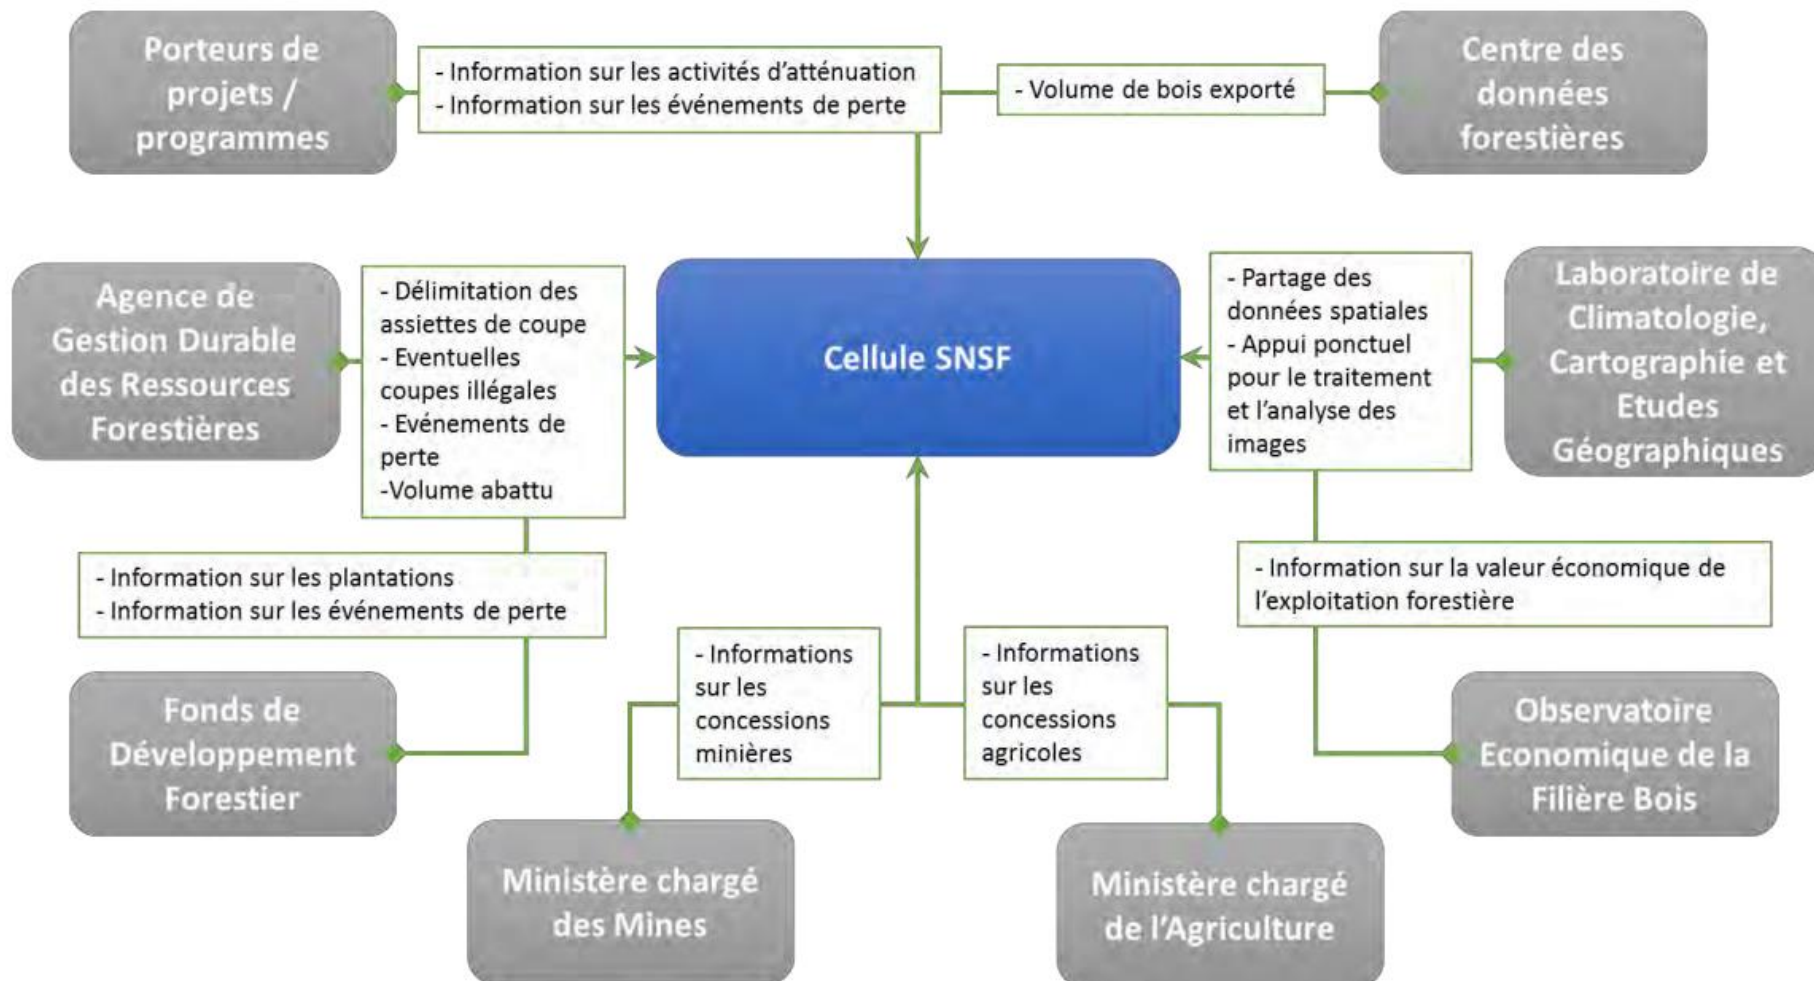 Porteurs de
projets /
programmes
- Information sur les activités d'atténuation
- Information sur les événements de perte
- Volume de bois exporté
Centre des
données
forestières
Agence de
Gestion Durable
des Ressources
Forestières
- Délimitation des
assiettes de coupe
- Eventuelles
coupes illégales
- Evénements de
perte
-Volume abattu
Cellule SNSF
- Partage des
données spatiales
- Appui ponctuel
pour le traitement
et l'analyse des
images
Laboratoire de
Climatologie,
Cartographie et
Etudes
Géographiques
- Information sur les plantations
- Information sur les événements de perte
- Information sur la valeur économique de
l'exploitation forestière
- Informations
sur les
concessions
minières
- Informations
sur les
concessions
agricoles
Fonds de
Développement
Forestier
Observatoire
Economique de la
Filière Bois
Ministère chargé
des Mines
Ministère chargé
de l'Agriculture